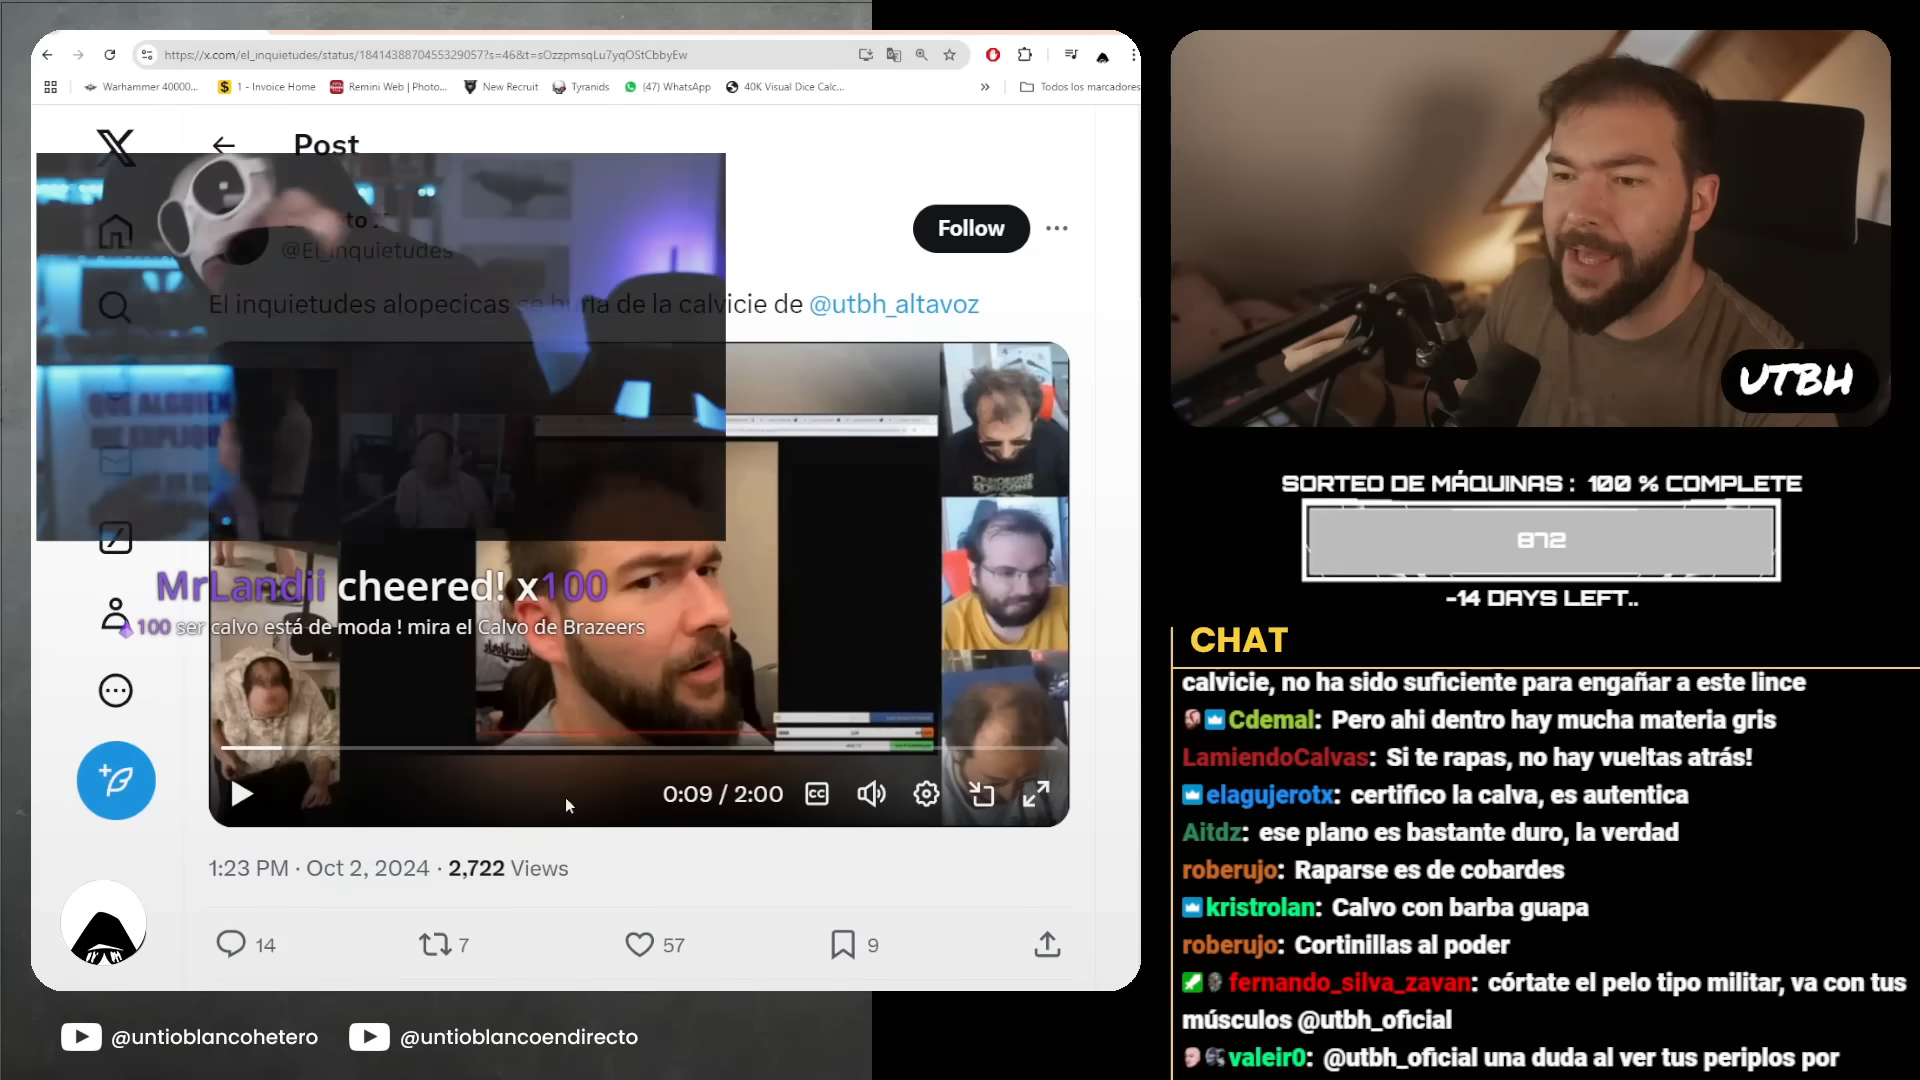 https://x.com/el_inquietudes/status/1841438870455329057?s=46&t=sOzzpmsqLu7yqOStCbbyEw
Warhammer 40000...
1 - Invoice Home
Remini Web | Photo...
New Recruit
Tyranids
(47) WhatsApp
40K Visual Dice Calc...
Todos los marcadores
Post
@El_inquietudes
Follow
El inquietudes alopecicas se burla de la calvicie de @utbh_altavoz
QUE ALGUIEN
ME EXPLIQUE
MrLandii cheered! x100
100 ser calvo está de moda ! mira el Calvo de Brazeers
0:09 / 2:00
CC
1:23 PM · Oct 2, 2024 · 2,722 Views
14
7
57
9
@untioblancohetero
@untioblancoendirecto
UTBH
SORTEO DE MÁQUINAS : 100 % COMPLETE
872
-14 DAYS LEFT..
CHAT
calvicie, no ha sido suficiente para engañar a este lince
Cdemal: Pero ahi dentro hay mucha materia gris
LamiendoCalvas: Si te rapas, no hay vueltas atrás!
elagujerotx: certifico la calva, es autentica
Aitdz: ese plano es bastante duro, la verdad
roberujo: Raparse es de cobardes
kristrolan: Calvo con barba guapa
roberujo: Cortinillas al poder
fernando_silva_zavan: córtate el pelo tipo militar, va con tus
músculos @utbh_oficial
valeir0: @utbh_oficial una duda al ver tus periplos por